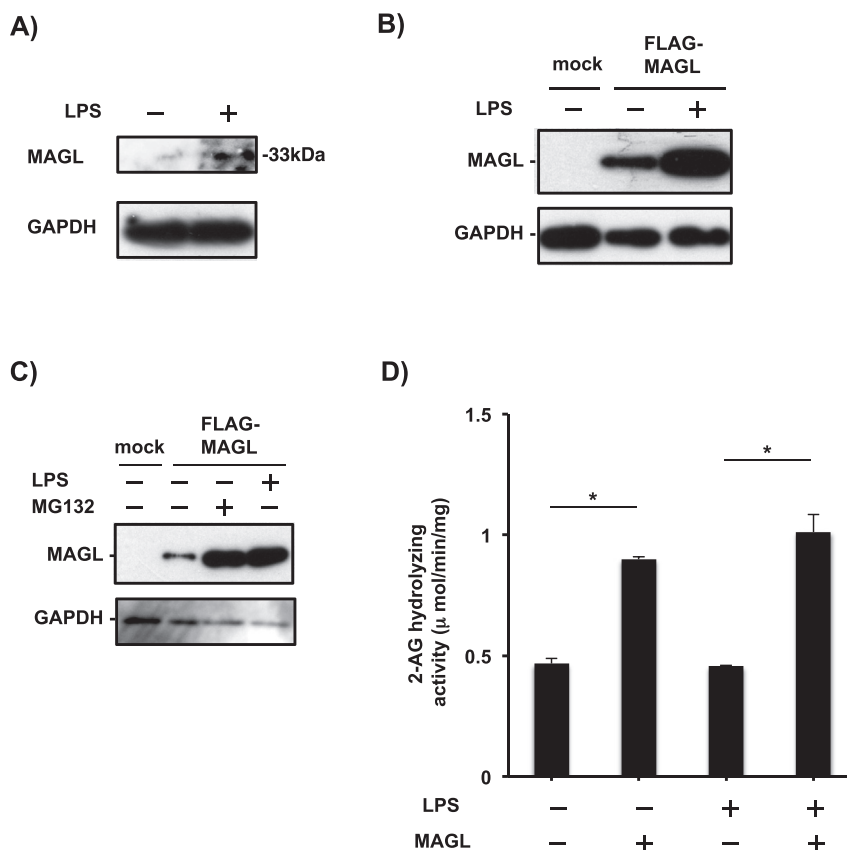 A)
LPS − +
MAGL -33kDa
GAPDH
B)
FLAG-
mock MAGL
LPS − − +
MAGL -
GAPDH -
C)
FLAG-
mock MAGL
LPS − − − +
MG132 − − + −
MAGL -
GAPDH -
D)
1.5
*
*
1
0.5
0
2-AG hydrolyzing
activity (μ mol/min/mg)
LPS − − + +
MAGL − + − +